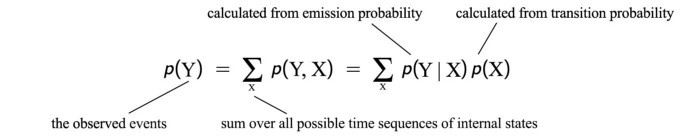 calculated from emission probability calculated from transition probability
p(Y) = ∑ p(Y, X) = ∑ p(Y | X) p(X)
X X
the observed events sum over all possible time sequences of internal states